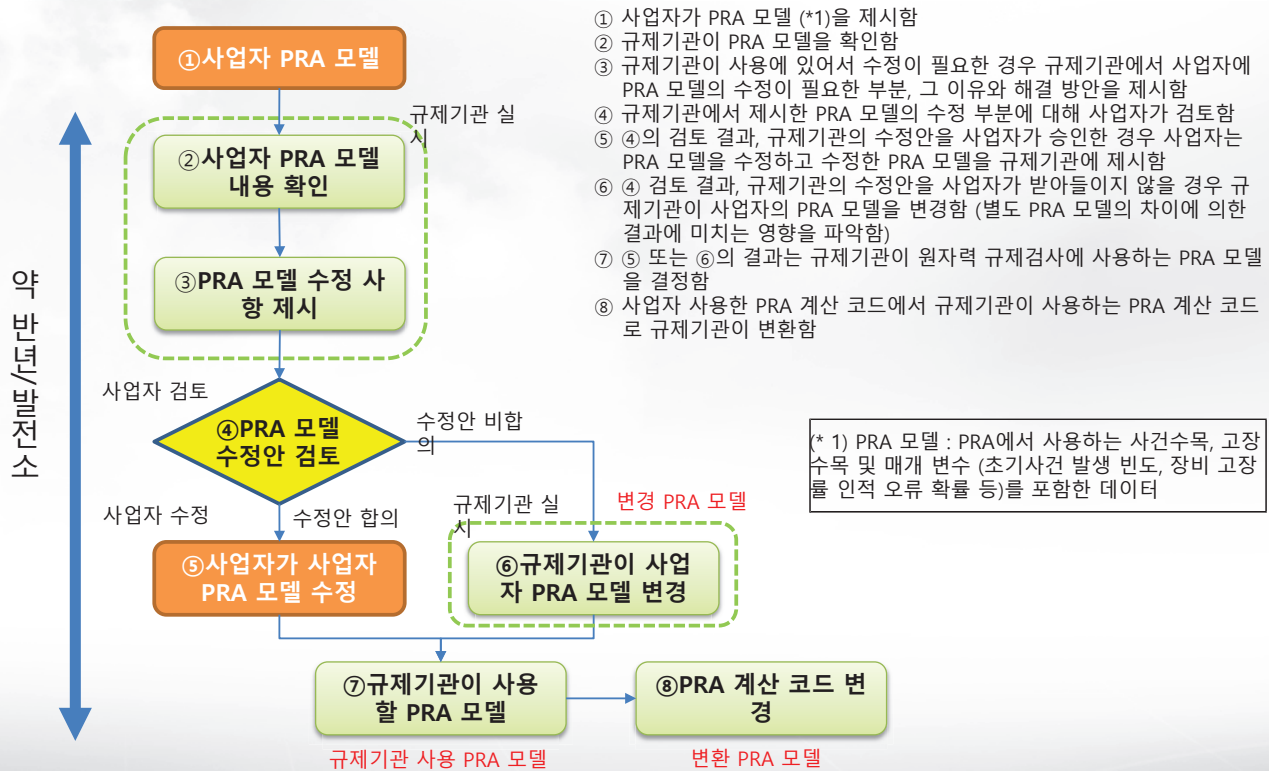 ①사업자 PRA 모델
규제기관 실
시
②사업자 PRA 모델
내용 확인
③PRA 모델 수정 사
항 제시
약 반년/발전소
사업자 검토
④PRA 모델
수정안 검토
수정안 비합
의
사업자 수정
수정안 합의
규제기관 실
시
변경 PRA 모델
⑤사업자가 사업자
PRA 모델 수정
⑥규제기관이 사업
자 PRA 모델 변경
⑦규제기관이 사용
할 PRA 모델
⑧PRA 계산 코드 변
경
규제기관 사용 PRA 모델
변환 PRA 모델
① 사업자가 PRA 모델 (*1)을 제시함
② 규제기관이 PRA 모델을 확인함
③ 규제기관이 사용에 있어서 수정이 필요한 경우 규제기관에서 사업자에
PRA 모델의 수정이 필요한 부분, 그 이유와 해결 방안을 제시함
④ 규제기관에서 제시한 PRA 모델의 수정 부분에 대해 사업자가 검토함
⑤ ④의 검토 결과, 규제기관의 수정안을 사업자가 승인한 경우 사업자는
PRA 모델을 수정하고 수정한 PRA 모델을 규제기관에 제시함
⑥ ④ 검토 결과, 규제기관의 수정안을 사업자가 받아들이지 않을 경우 규
제기관이 사업자의 PRA 모델을 변경함 (별도 PRA 모델의 차이에 의한
결과에 미치는 영향을 파악함)
⑦ ⑤ 또는 ⑥의 결과는 규제기관이 원자력 규제검사에 사용하는 PRA 모델
을 결정함
⑧ 사업자 사용한 PRA 계산 코드에서 규제기관이 사용하는 PRA 계산 코드
로 규제기관이 변환함
(* 1) PRA 모델 : PRA에서 사용하는 사건수목, 고장
수목 및 매개 변수 (초기사건 발생 빈도, 장비 고장
률 인적 오류 확률 등)를 포함한 데이터